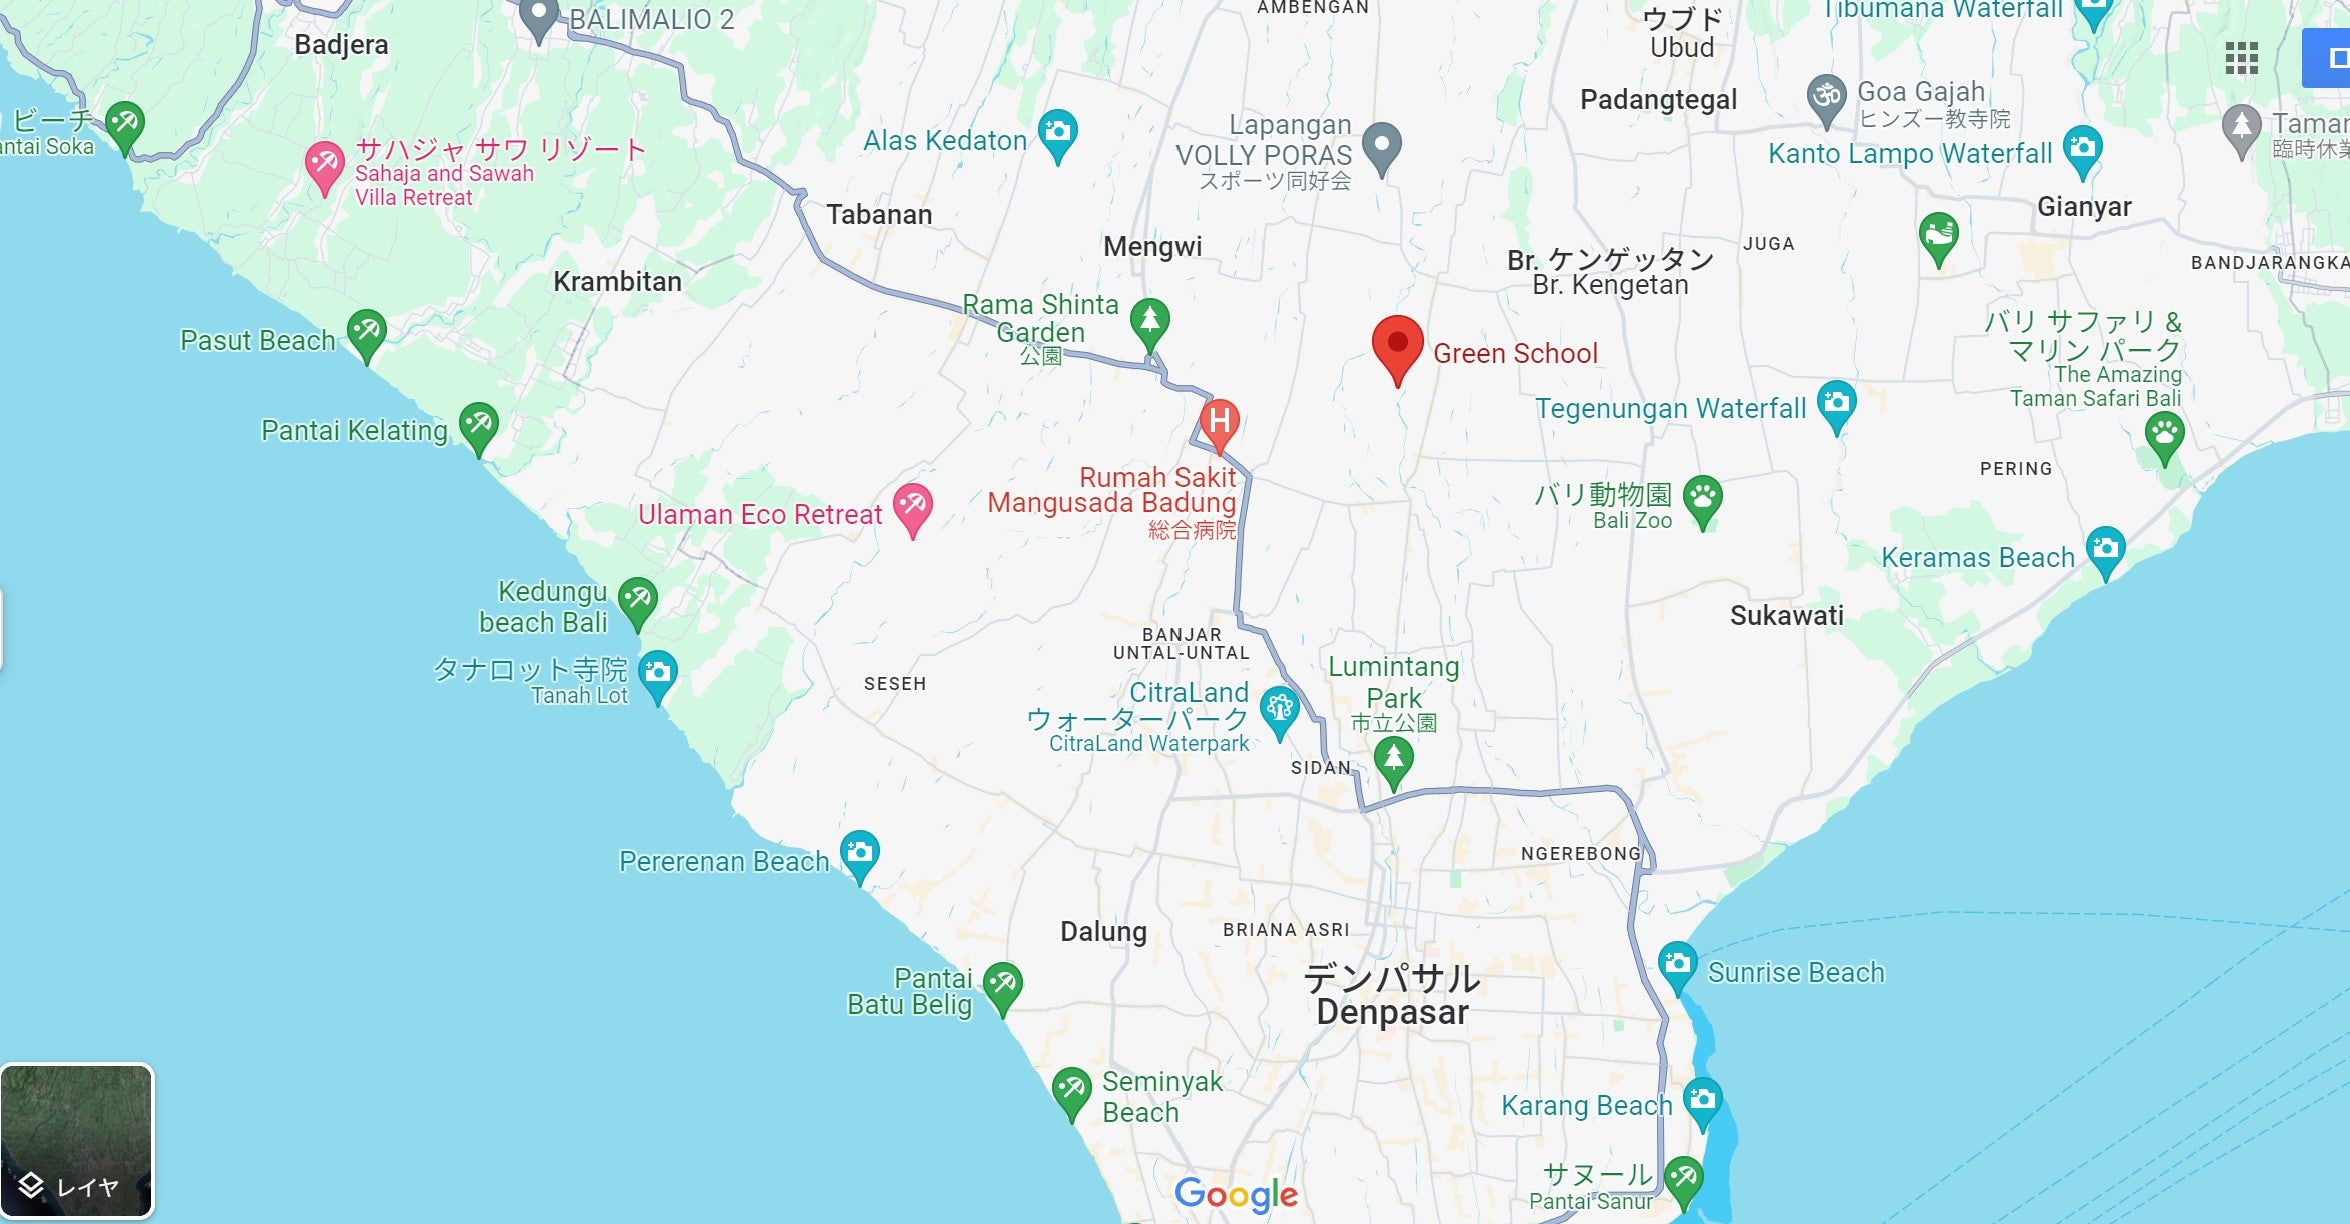 AMBENGAN
ウブド
Ubud
Tibumana Waterfall
BALIMALIO 2
Badjera
Padangtegal
Goa Gajah
ヒンズー教寺院
ビーチ
antai Soka
Alas Kedaton
Lapangan
VOLLY PORAS
スポーツ同好会
Taman
臨時休業
サハジャ サワ リゾート
Sahaja and Sawah
Villa Retreat
Kanto Lampo Waterfall
Tabanan
Gianyar
Mengwi
JUGA
Br. ケンゲッタン
Br. Kengetan
BANDJARANGKA
Krambitan
Rama Shinta
Garden
公園
Pasut Beach
Green School
バリ サファリ &
マリン パーク
The Amazing
Taman Safari Bali
Tegenungan Waterfall
Pantai Kelating
H
Rumah Sakit
Mangusada Badung
総合病院
PERING
Ulaman Eco Retreat
バリ動物園
Bali Zoo
Keramas Beach
Kedungu
beach Bali
Sukawati
BANJAR
UNTAL-UNTAL
タナロット寺院
Tanah Lot
SESEH
Lumintang
Park
市立公園
CitraLand
ウォーターパーク
CitraLand Waterpark
SIDAN
Pererenan Beach
NGEREBONG
Dalung
BRIANA ASRI
Pantai
Batu Belig
デンパサル
Denpasar
Sunrise Beach
Seminyak
Beach
Karang Beach
サヌール
Pantai Sanur
レイヤ
Google